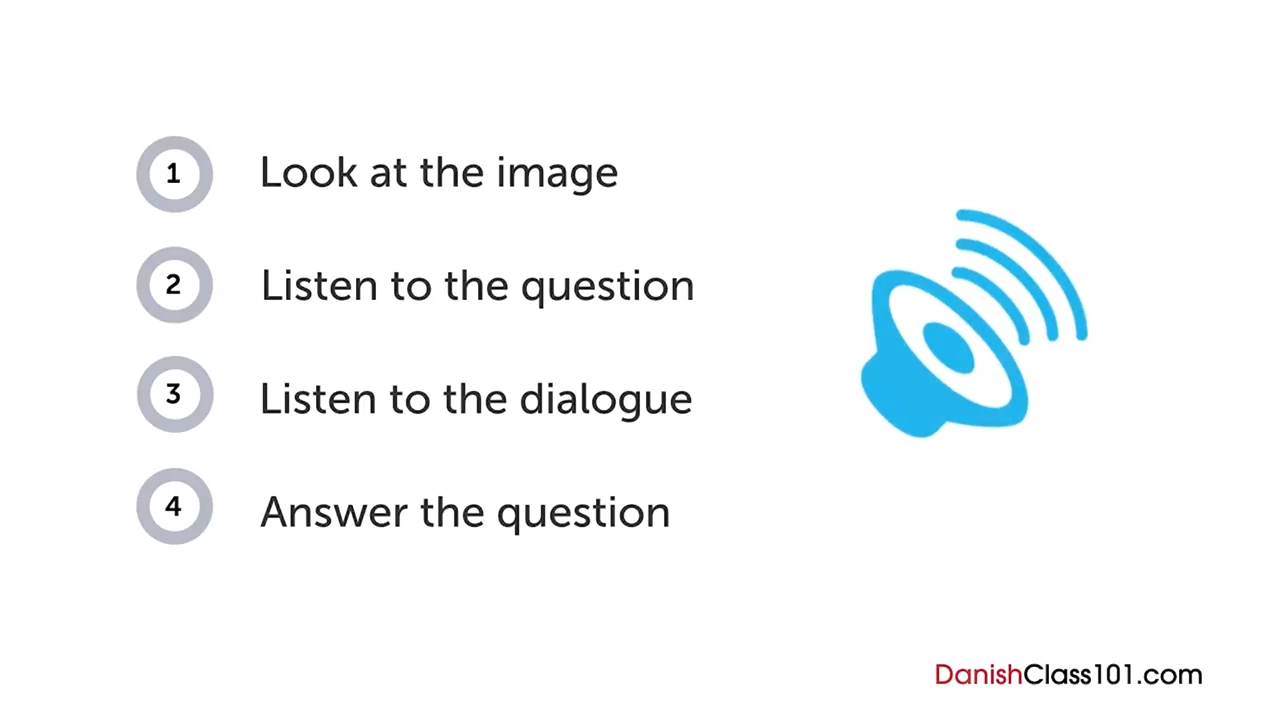 1 Look at the image
2 Listen to the question
3 Listen to the dialogue
4 Answer the question
DanishClass101.com